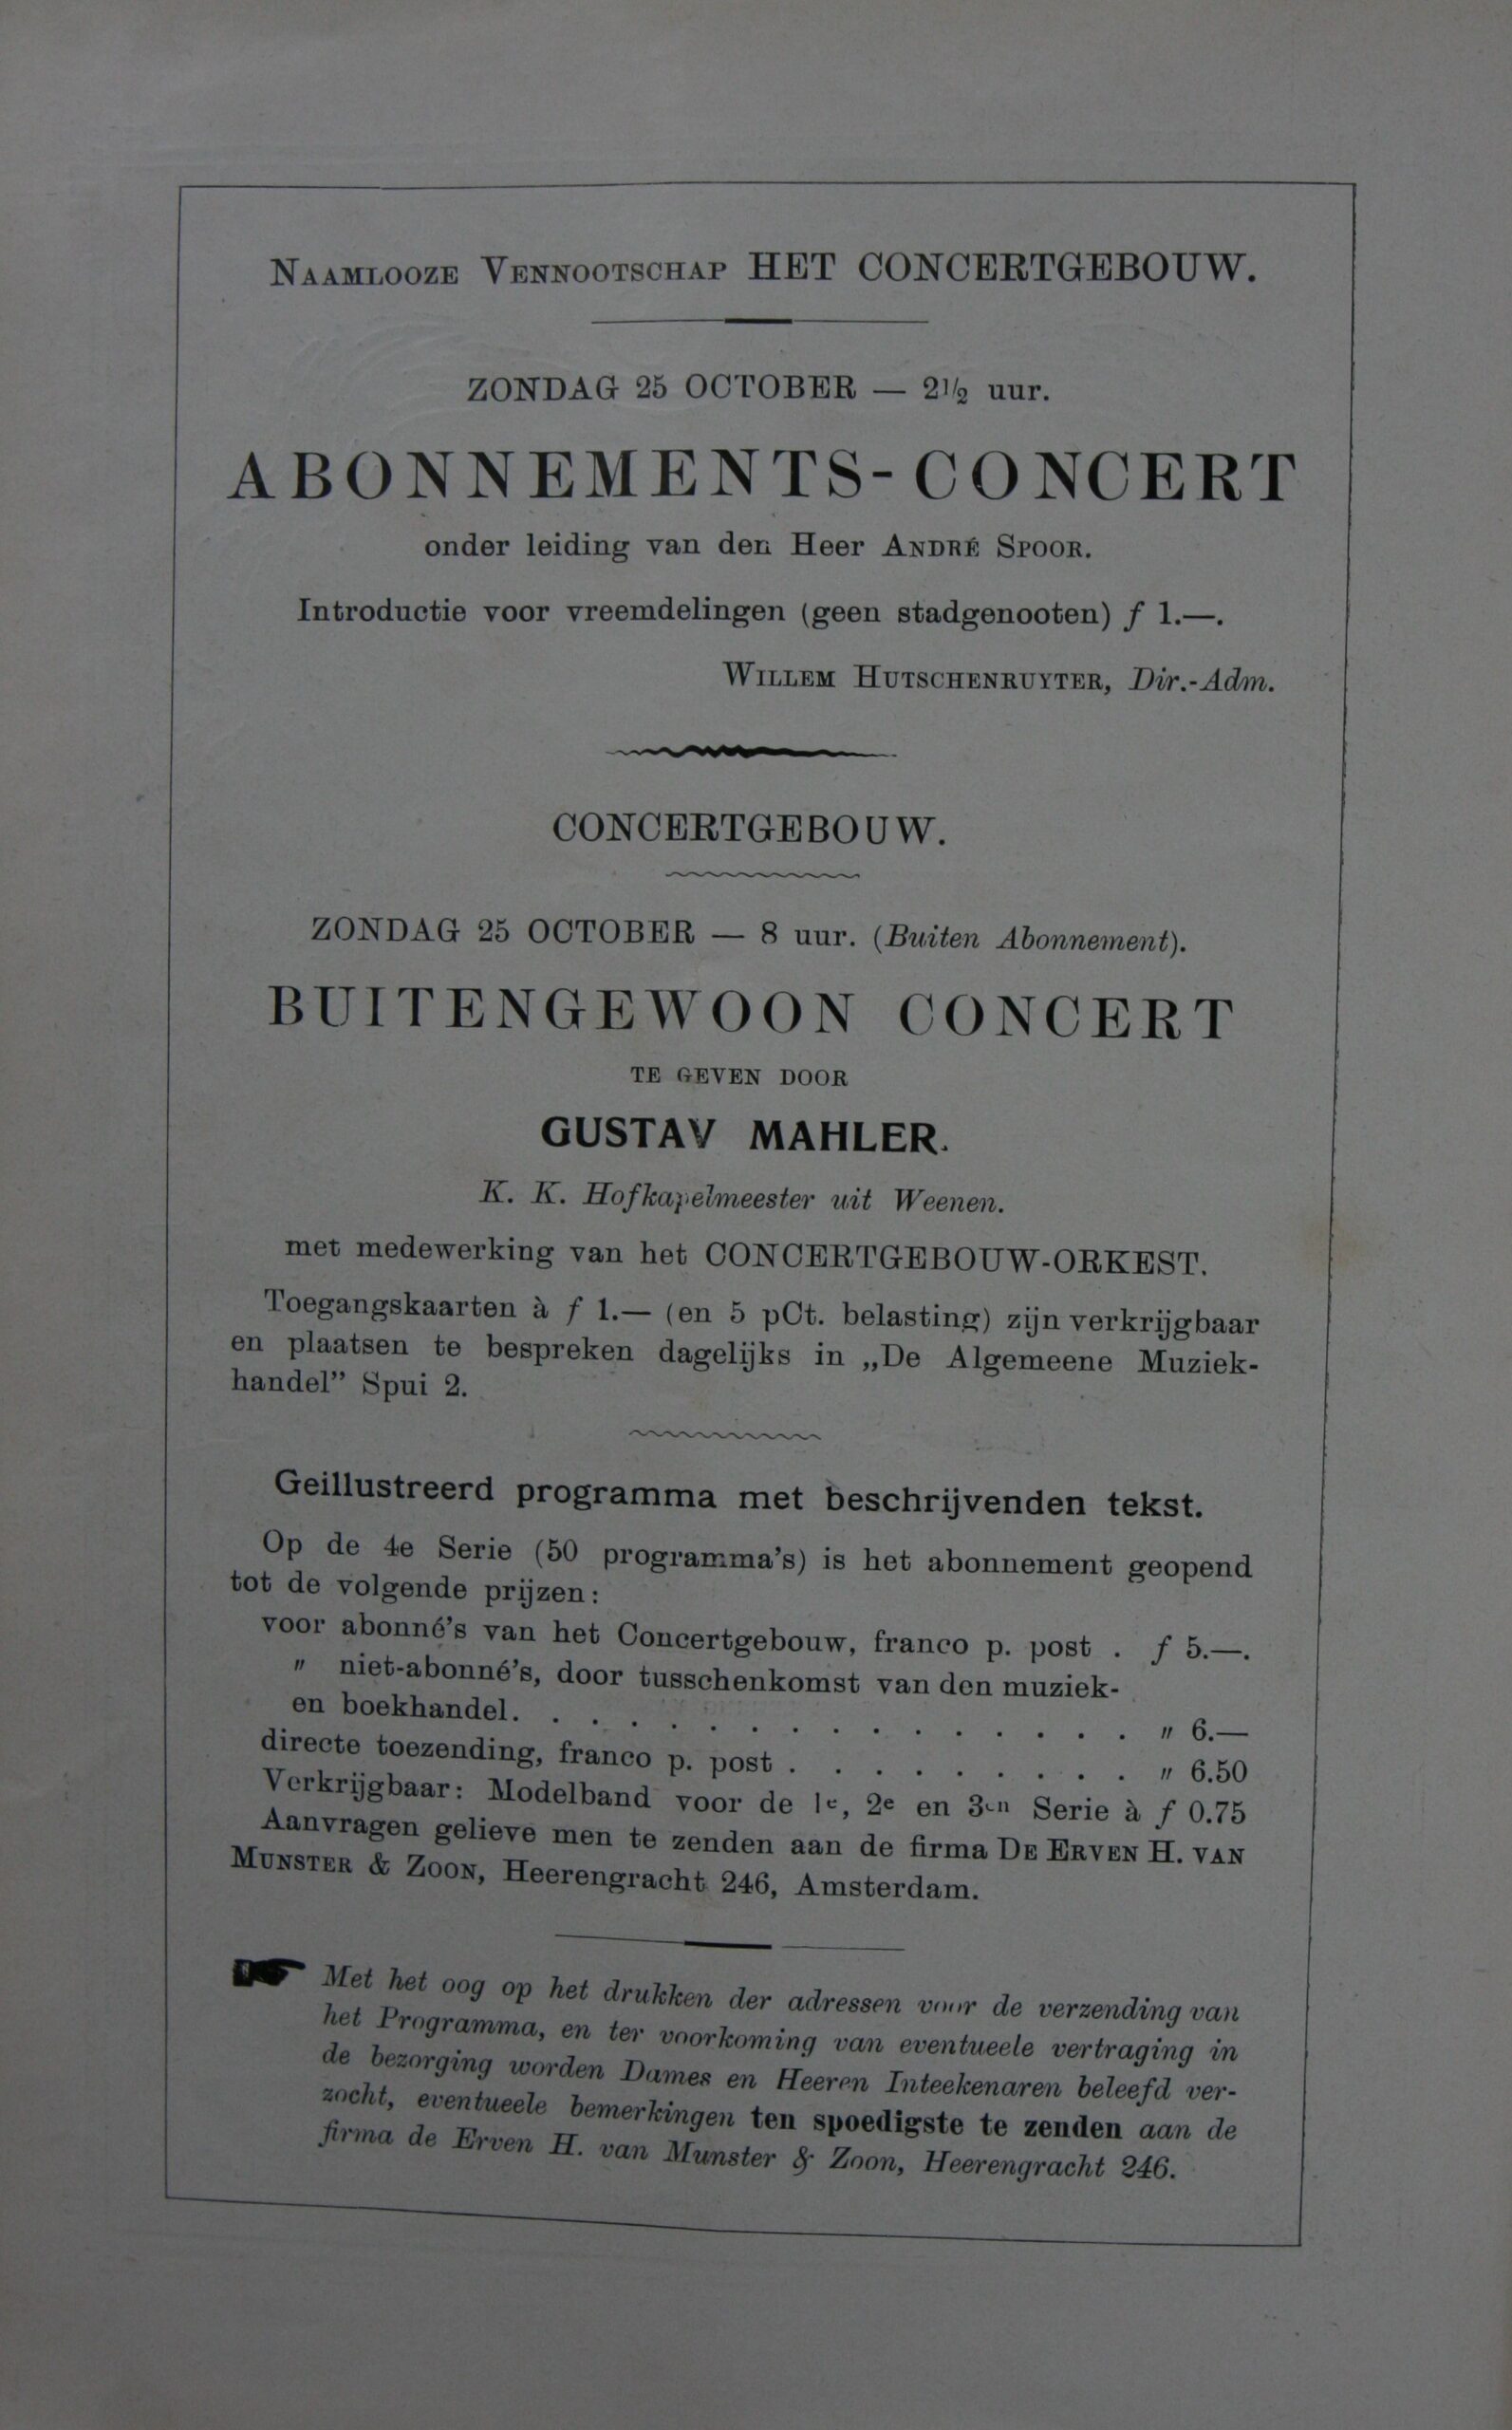 NAAMLOOZE VENNOOTSCHAP HET CONCERTGEBOUW.
ZONDAG 25 OCTOBER — 2½ uur.
ABONNEMENTS-CONCERT
onder leiding van den Heer ANDRÉ SPOOR.
Introductie voor vreemdelingen (geen stadgenooten) f 1.—.
WILLEM HUTSCHENRUYTER, Dir.-Adm.
CONCERTGEBOUW.
ZONDAG 25 OCTOBER — 8 uur. (Buiten Abonnement).
BUITENGEWOON CONCERT
TE GEVEN DOOR
GUSTAV MAHLER.
K. K. Hofkapelmeester uit Weenen.
met medewerking van het CONCERTGEBOUW-ORKEST.
Toegangskaarten à f 1.— (en 5 pCt. belasting) zijn verkrijgbaar
en plaatsen te bespreken dagelijks in „De Algemeene Muziek-
handel” Spui 2.
Geillustreerd programma met beschrijvenden tekst.
Op de 4e Serie (50 programma's) is het abonnement geopend
tot de volgende prijzen:
voor abonné's van het Concertgebouw, franco p. post . f 5.—.
" niet-abonné's, door tusschenkomst van den muziek-
en boekhandel. . . . . . . . . . . . . . . . " 6.—
directe toezending, franco p. post . . . . . . . . . " 6.50
Verkrijgbaar: Modelband voor de 1e, 2e en 3en Serie à f 0.75
Aanvragen gelieve men te zenden aan de firma DE ERVEN H. VAN
MUNSTER & ZOON, Heerengracht 246, Amsterdam.
Met het oog op het drukken der adressen voor de verzending van
het Programma, en ter voorkoming van eventueele vertraging in
de bezorging worden Dames en Heeren Inteekenaren beleefd ver-
zocht, eventueele bemerkingen ten spoedigste te zenden aan de
firma de Erven H. van Munster & Zoon, Heerengracht 246.